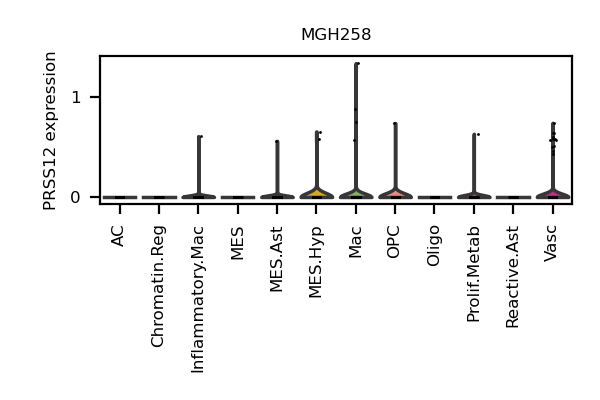 MGH258
PRSS12 expression
1
0
AC
Chromatin.Reg
Inflammatory.Mac
MES
MES.Ast
MES.Hyp
Mac
OPC
Oligo
Prolif.Metab
Reactive.Ast
Vasc